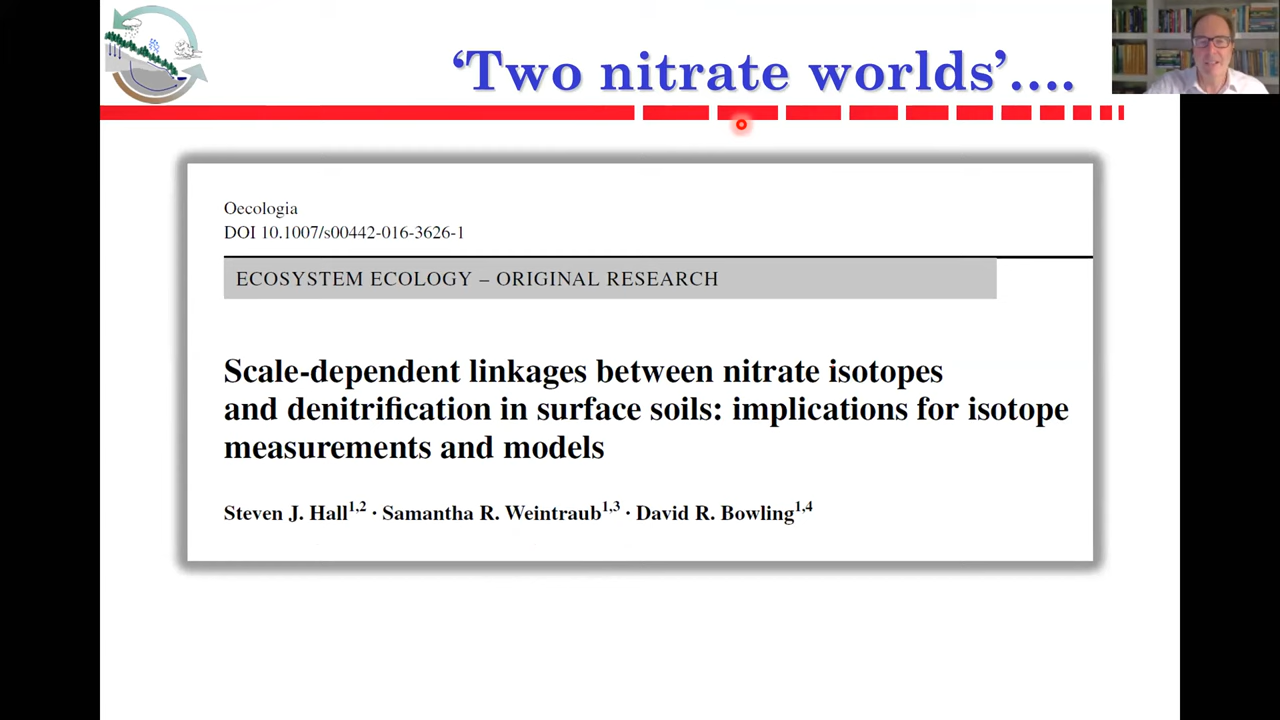 ‘Two nitrate worlds’....
Oecologia
DOI 10.1007/s00442-016-3626-1
ECOSYSTEM ECOLOGY – ORIGINAL RESEARCH
Scale-dependent linkages between nitrate isotopes
and denitrification in surface soils: implications for isotope
measurements and models
Steven J. Hall1,2 · Samantha R. Weintraub1,3 · David R. Bowling1,4